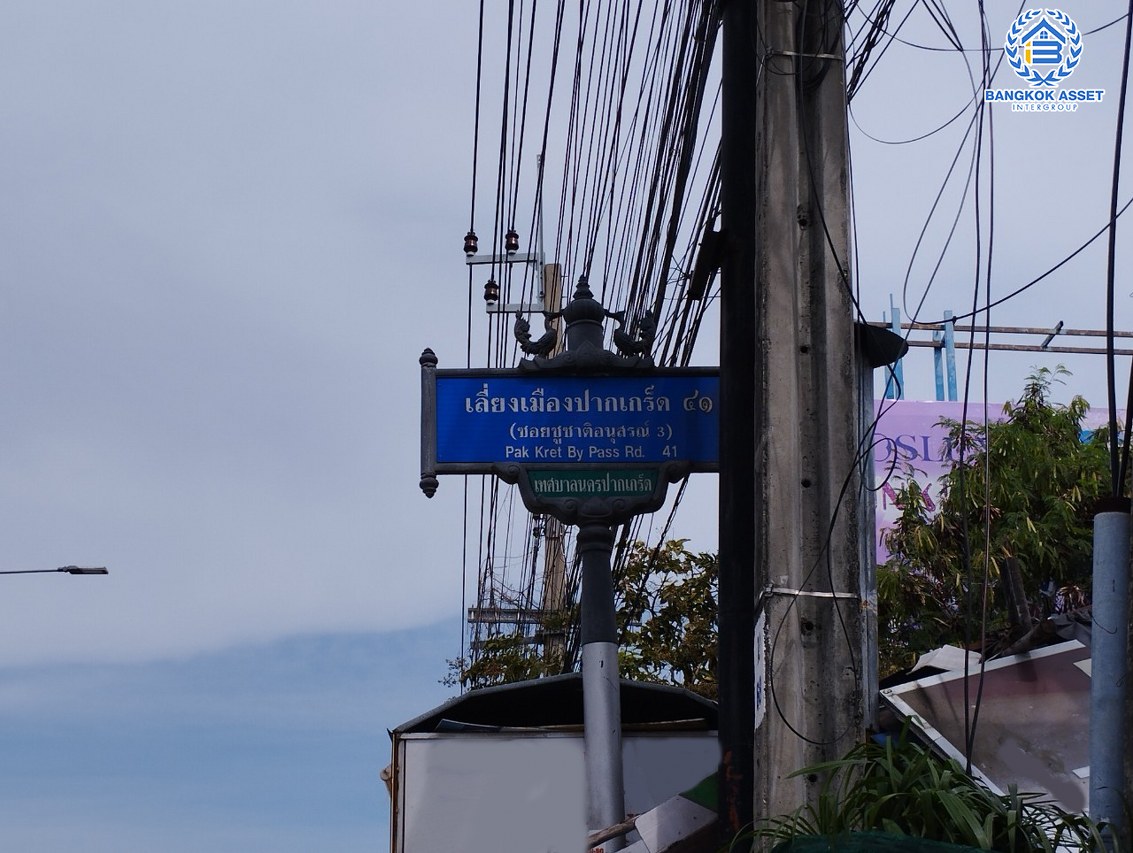 BANGKOK ASSET
INTERGROUP
เลี่ยงเมืองปากเกร็ด ๔๑
(ซอยชูชาติอนุสรณ์ 3)
Pak Kret By Pass Rd. 41
เทศบาลนครปากเกร็ด